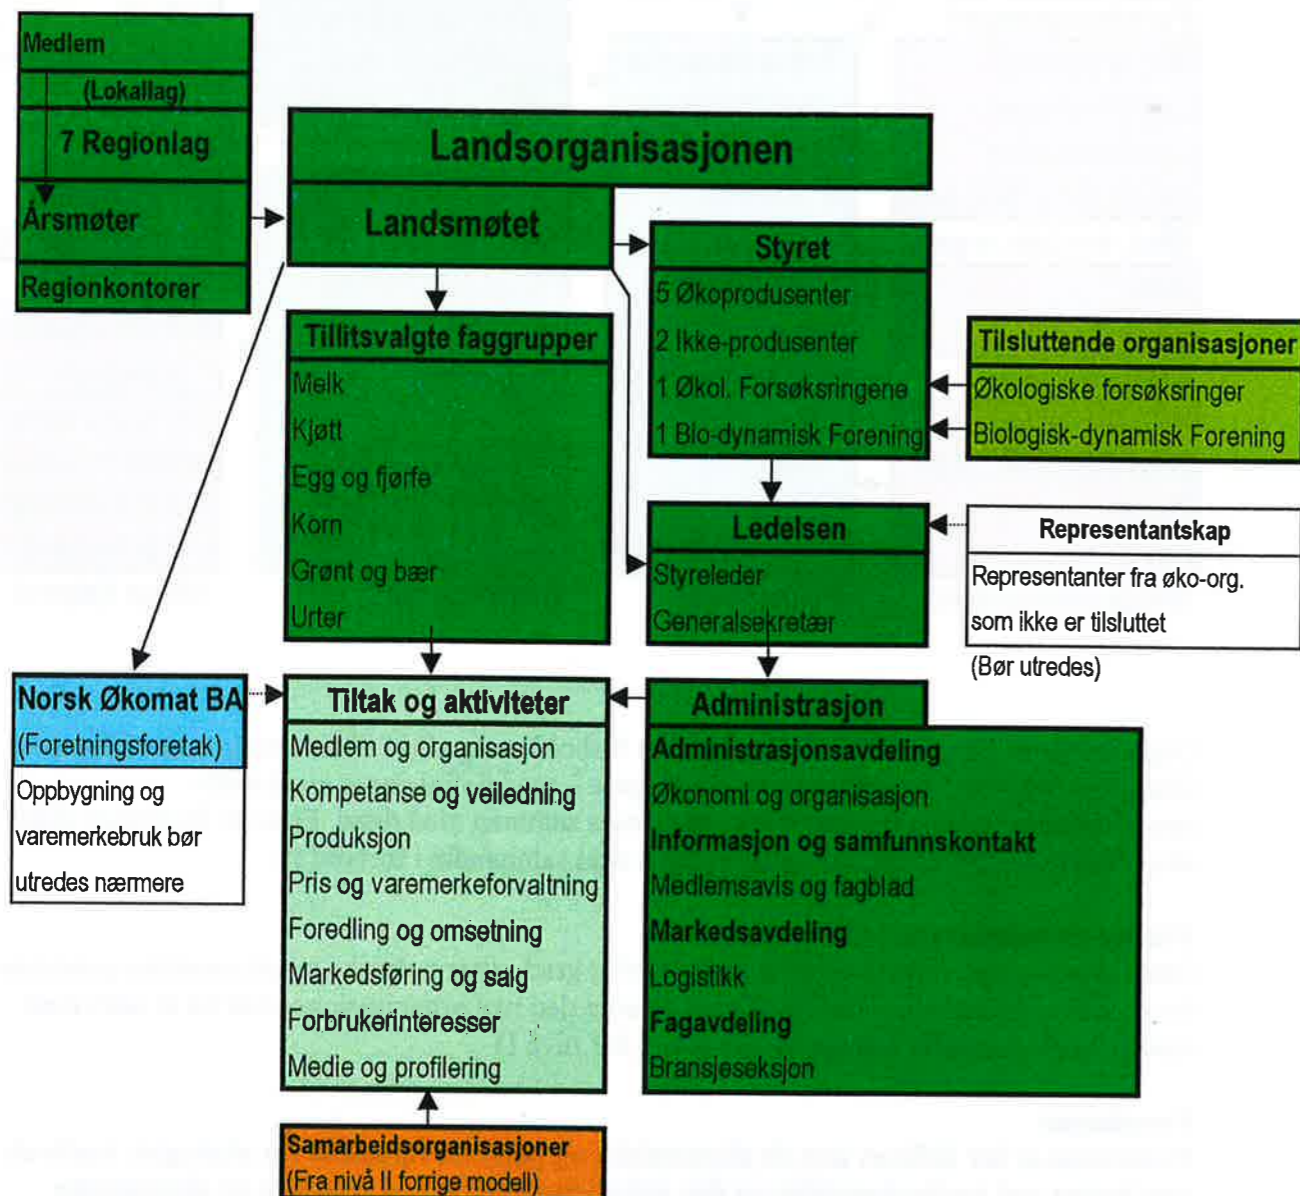 Medlem
(Lokallag)
7 Regionlag
Årsmøter
Regionkontorer
Landsorganisasjonen
Landsmøtet
Styret
5 Økoprodusenter
2 Ikke-produsenter
1 Økol. Forsøksringene
1 Bio-dynamisk Forening
Tilsluttende organisasjoner
Økologiske forsøksringer
Biologisk-dynamisk Forening
Tillitsvalgte faggrupper
Melk
Kjøtt
Egg og fjørfe
Korn
Grønt og bær
Urter
Ledelsen
Styreleder
Generalsekretær
Representantskap
Representanter fra øko-org.
som ikke er tilsluttet
(Bør utredes)
Norsk Økomat BA
(Foretningsforetak)
Oppbygning og
varemerkebruk bør
utredes nærmere
Tiltak og aktiviteter
Medlem og organisasjon
Kompetanse og veiledning
Produksjon
Pris og varemerkeforvaltning
Foredling og omsetning
Markedsføring og salg
Forbrukerinteresser
Medie og profilering
Administrasjon
Administrasjonsavdeling
Økonomi og organisasjon
Informasjon og samfunnskontakt
Medlemsavis og fagblad
Markedsavdeling
Logistikk
Fagavdeling
Bransjeseksjon
Samarbeidsorganisasjoner
(Fra nivå II forrige modell)